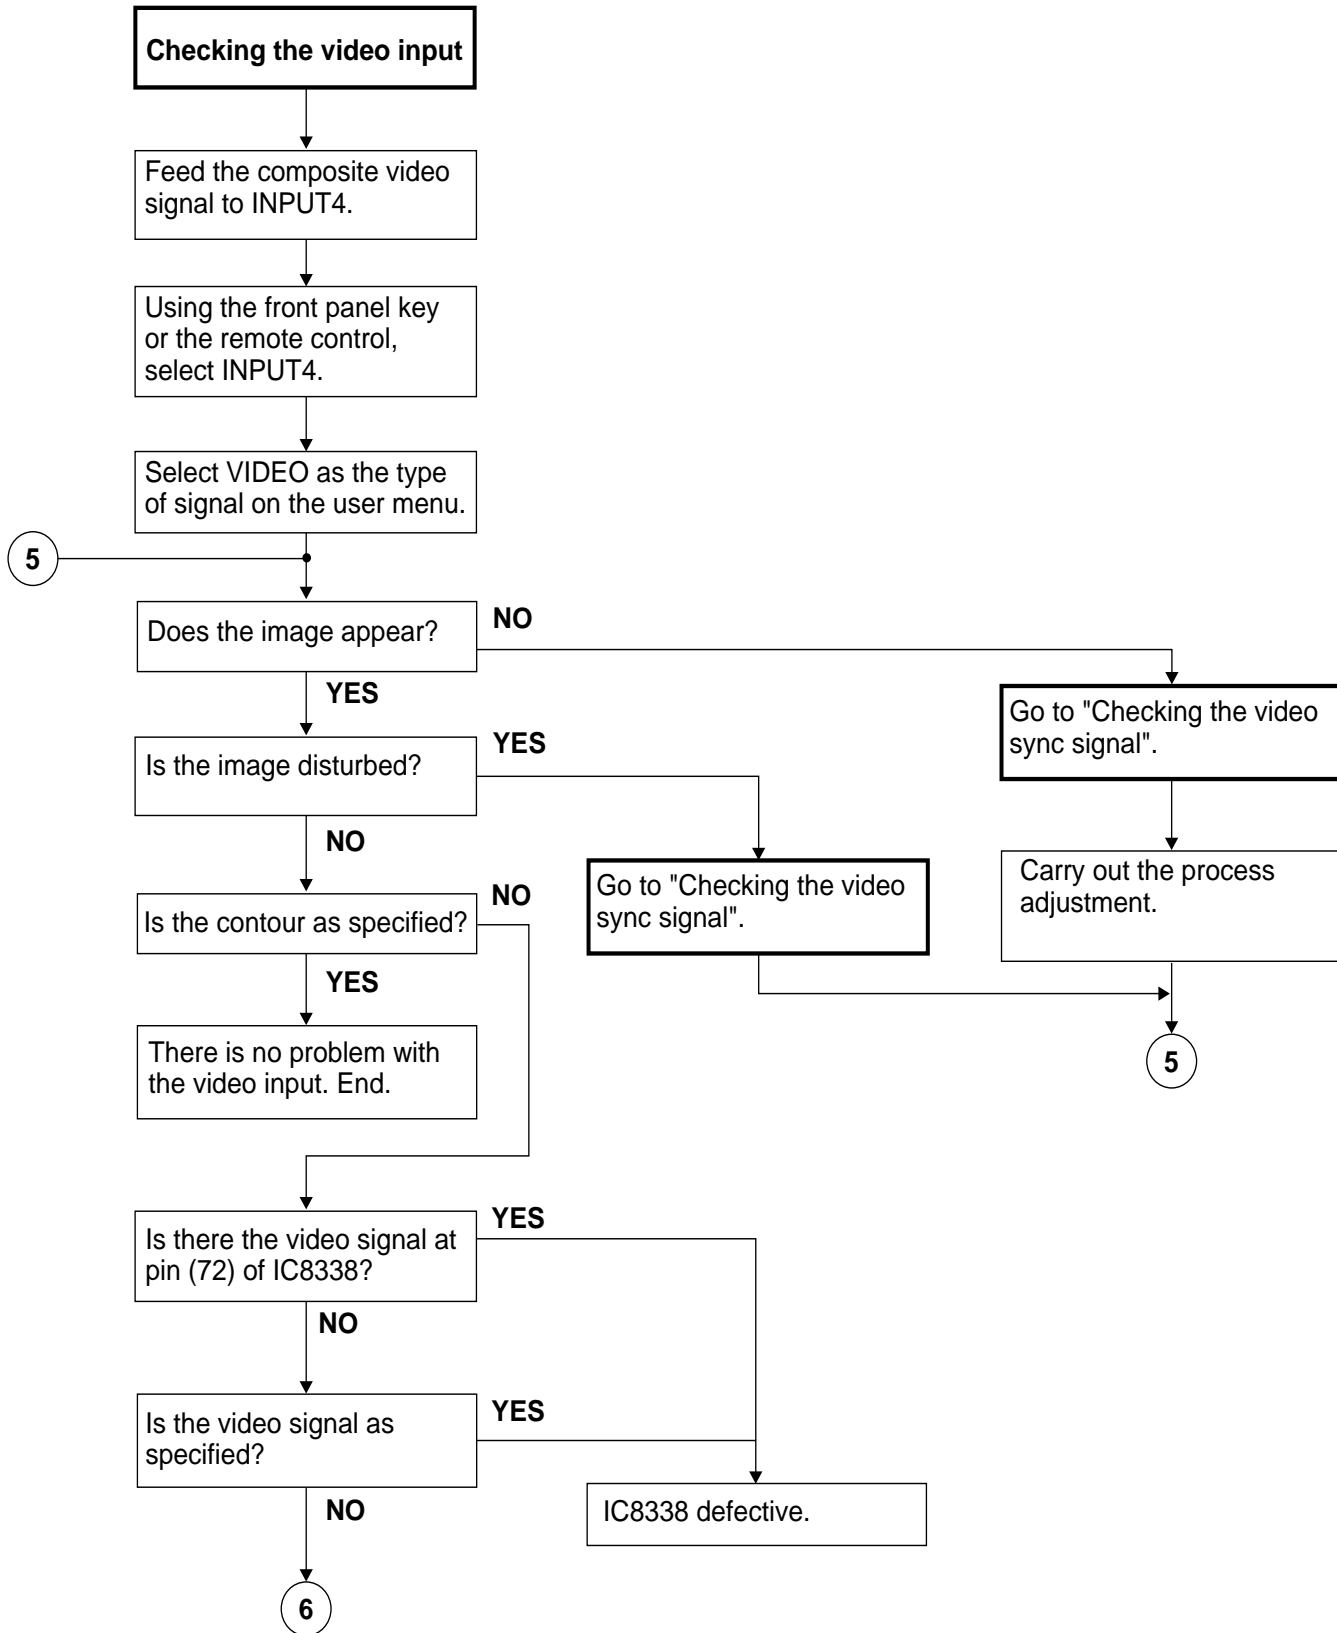 Checking the video input
Feed the composite video
signal to INPUT4.
Using the front panel key
or the remote control,
select INPUT4.
Select VIDEO as the type
of signal on the user menu.
5
Does the image appear?
NO
YES
Go to "Checking the video
sync signal".
Is the image disturbed?
YES
NO
Go to "Checking the video
sync signal".
Carry out the process
adjustment.
Is the contour as specified?
NO
YES
There is no problem with
the video input. End.
5
Is there the video signal at
pin (72) of IC8338?
YES
NO
Is the video signal as
specified?
YES
NO
IC8338 defective.
6